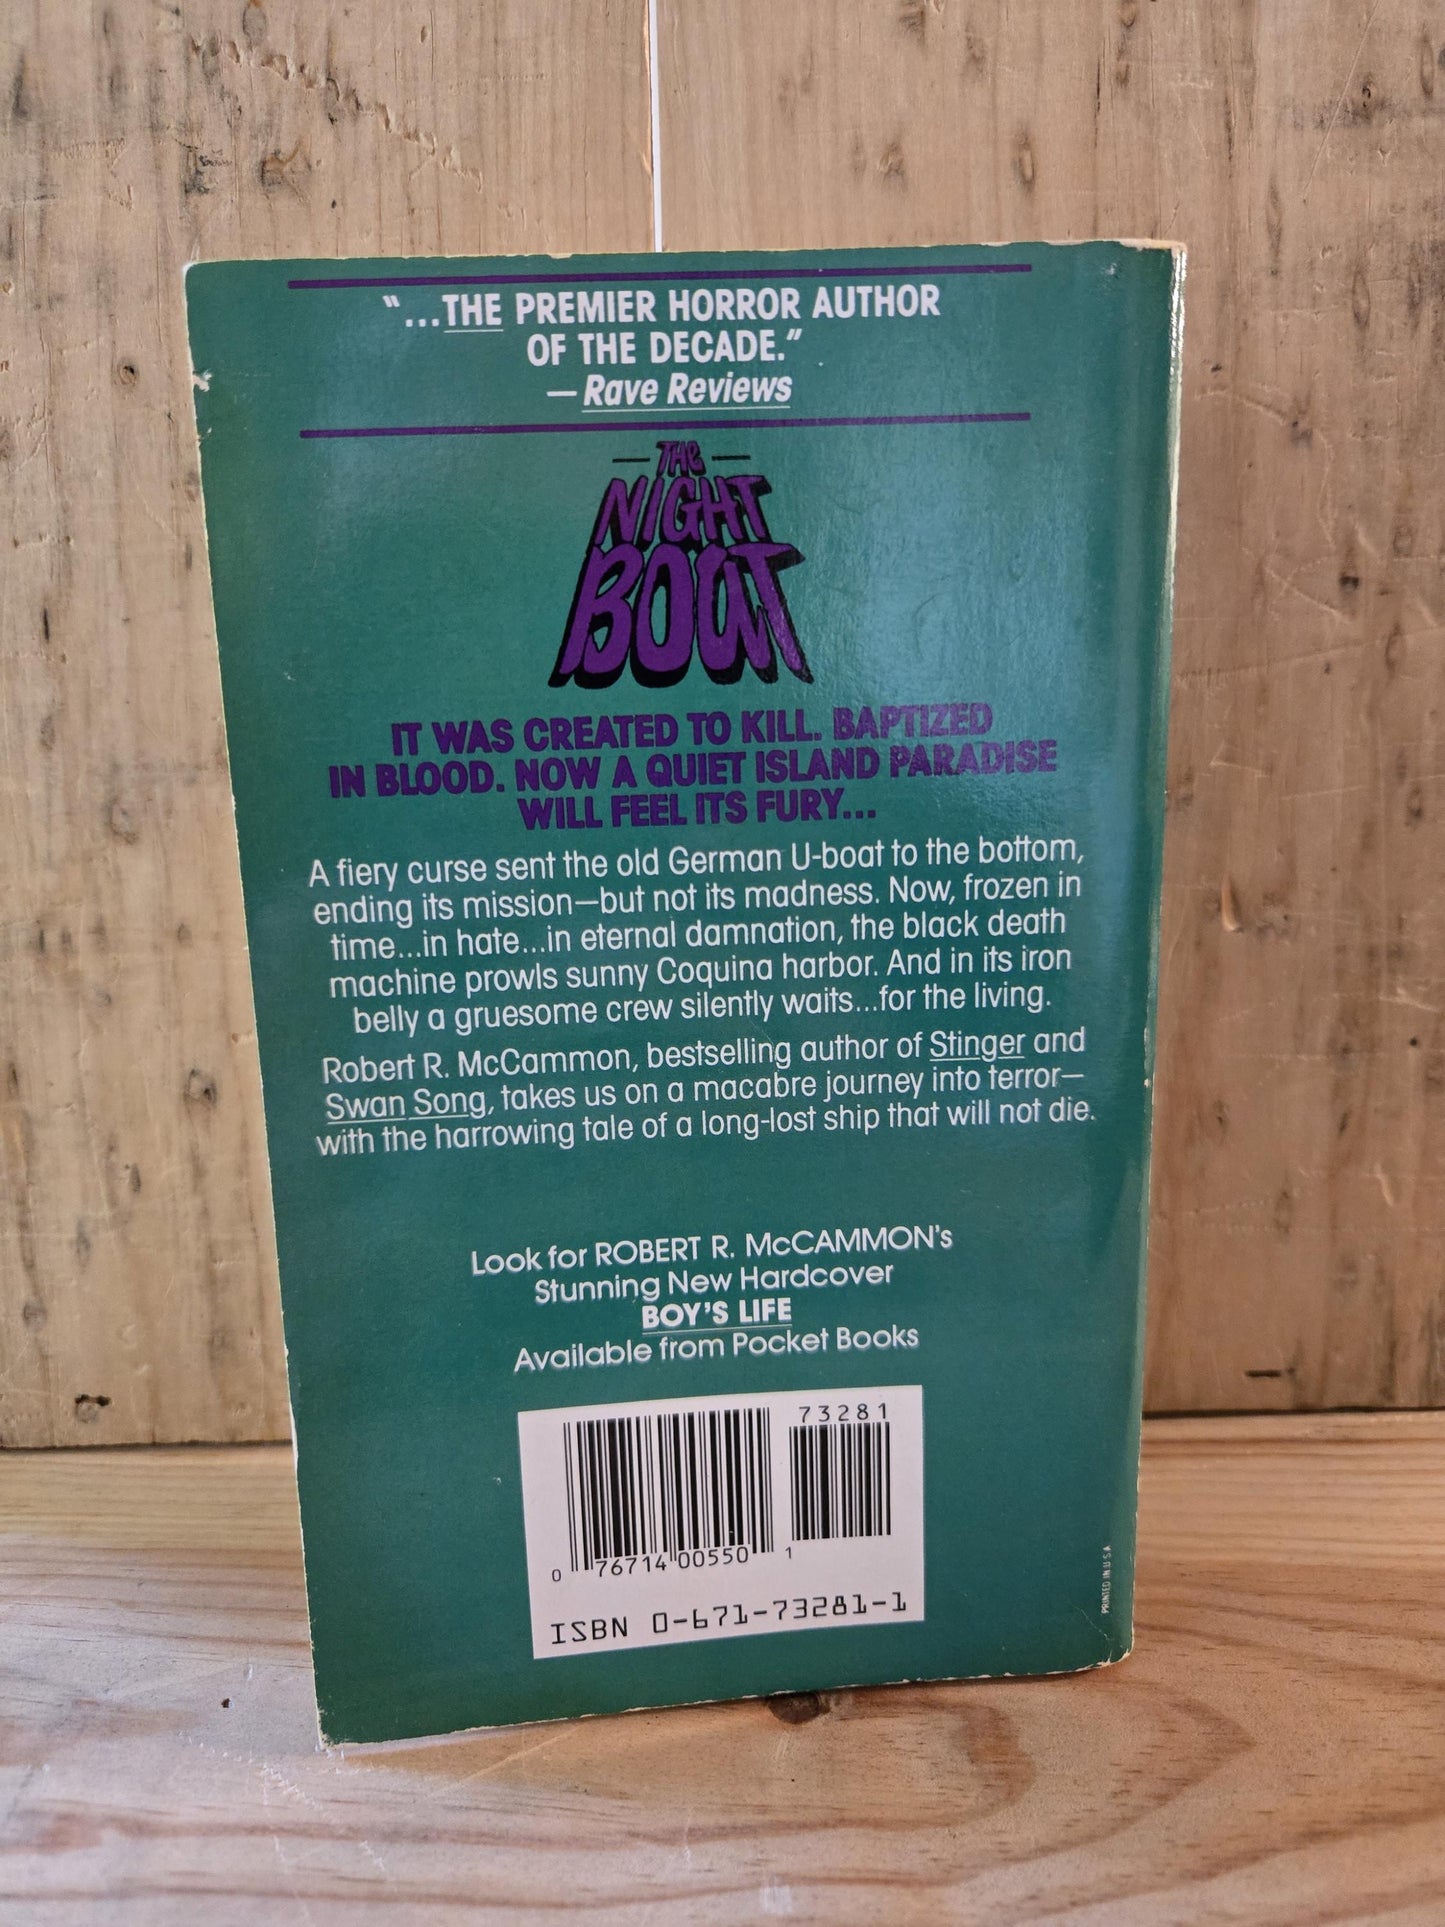 "...THE PREMIER HORROR AUTHOR
OF THE DECADE."
—Rave Reviews
—THE—
NIGHT
BOAT
IT WAS CREATED TO KILL. BAPTIZED
IN BLOOD. NOW A QUIET ISLAND PARADISE
WILL FEEL ITS FURY...
A fiery curse sent the old German U-boat to the bottom,
ending its mission—but not its madness. Now, frozen in
time...in hate...in eternal damnation, the black death
machine prowls sunny Coquina harbor. And in its iron
belly a gruesome crew silently waits...for the living.
Robert R. McCammon, bestselling author of Stinger and
Swan Song, takes us on a macabre journey into terror—
with the harrowing tale of a long-lost ship that will not die.
Look for ROBERT R. McCAMMON's
Stunning New Hardcover
BOY'S LIFE
Available from Pocket Books
73281
0 76714 00550 1
ISBN 0-671-73281-1
PRINTED IN U S A